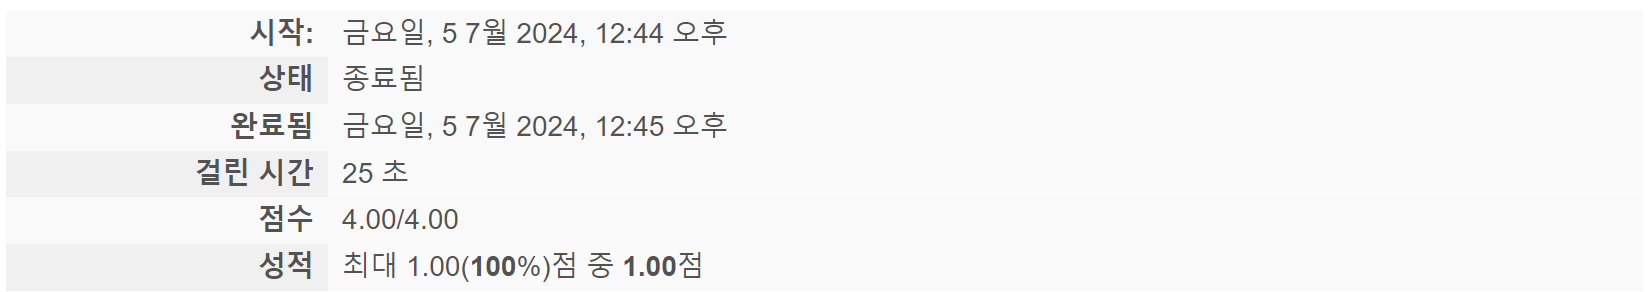 시작: 금요일, 5 7월 2024, 12:44 오후
상태 종료됨
완료됨 금요일, 5 7월 2024, 12:45 오후
걸린 시간 25 초
점수 4.00/4.00
성적 최대 1.00(100%)점 중 1.00점